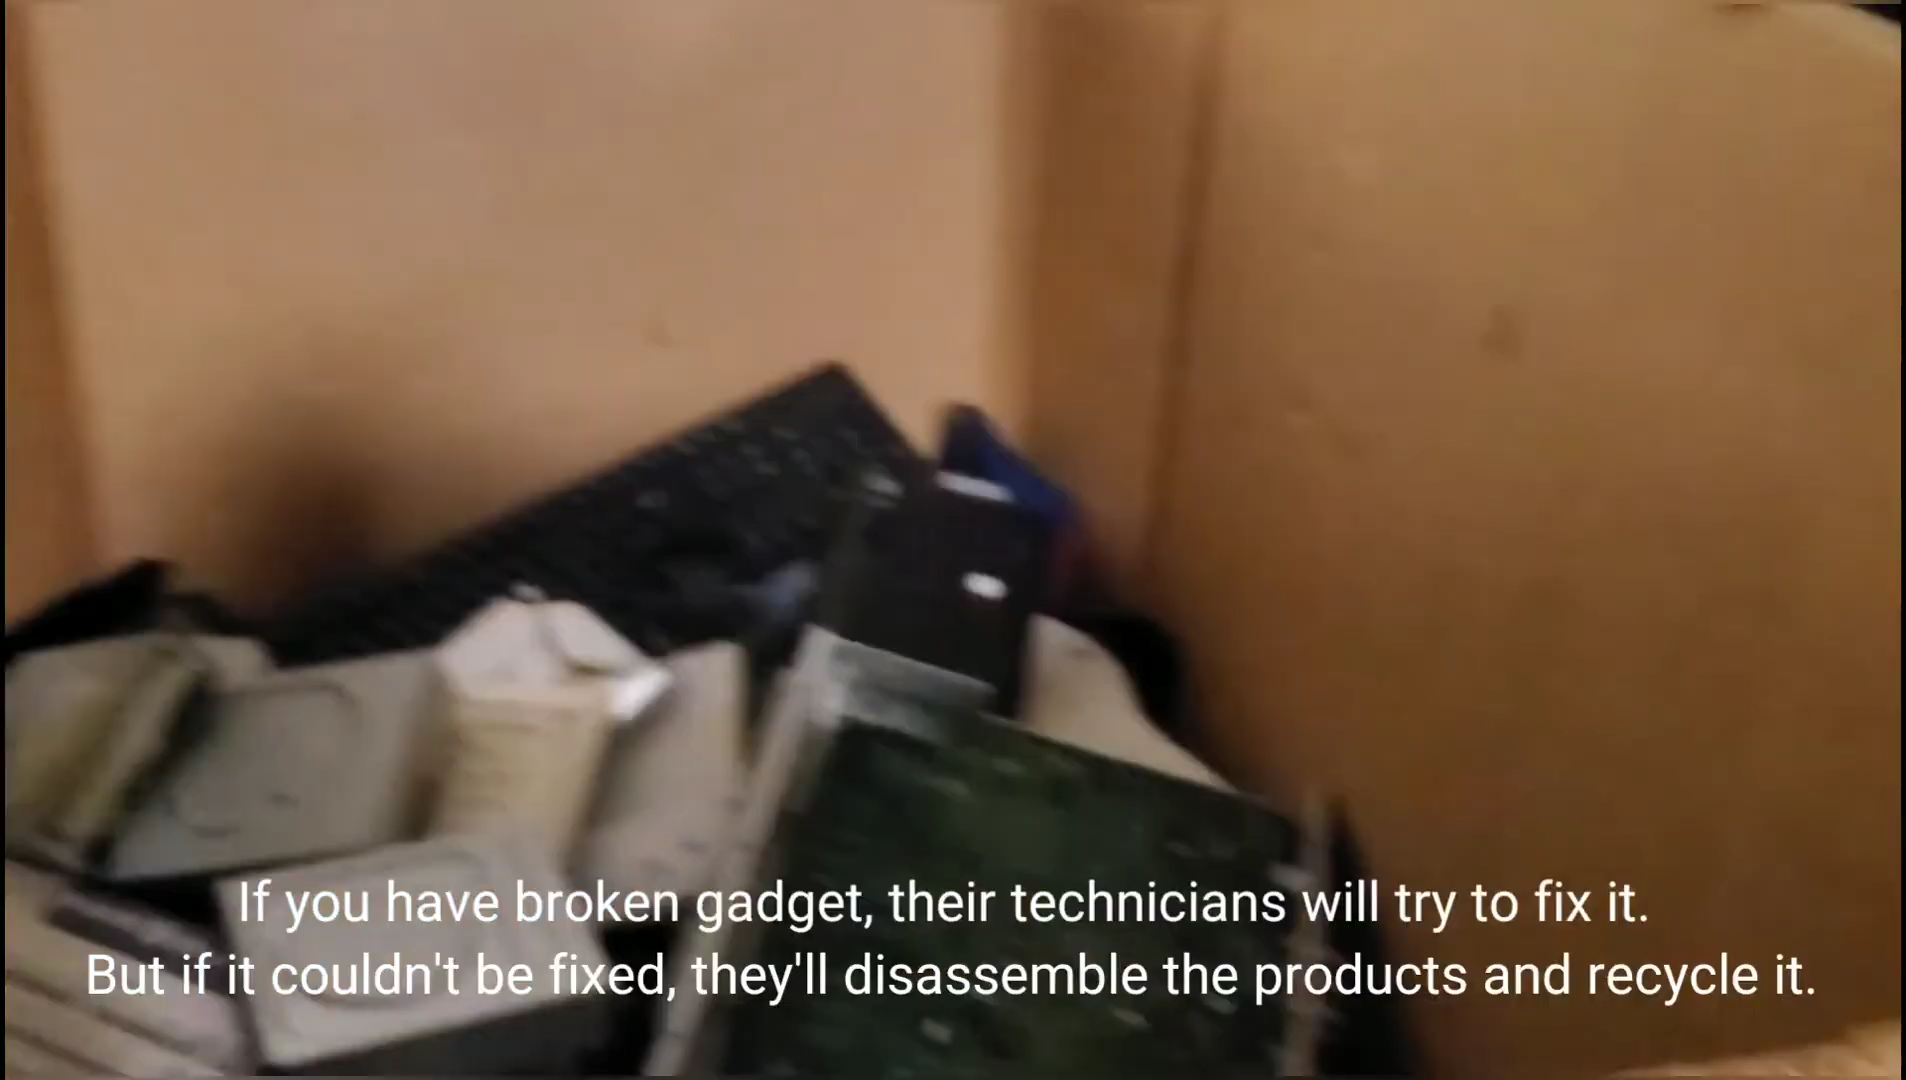 If you have broken gadget, their technicians will try to fix it.
But if it couldn't be fixed, they'll disassemble the products and recycle it.